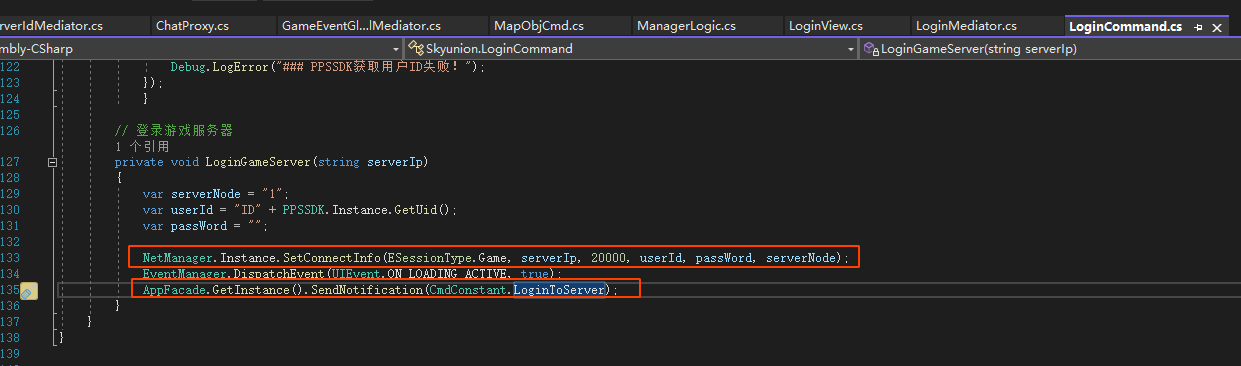 rverIdMediator.cs ChatProxy.cs GameEventGl...lMediator.cs MapObjCmd.cs ManagerLogic.cs LoginView.cs LoginMediator.cs LoginCommand.cs
mbly-CSharp Skyunion.LoginCommand LoginGameServer(string serverIp)
122 Debug.LogError("### PPSSDK获取用户ID失败！");
123 });
124 }
125
126 // 登录游戏服务器
1 个引用
127 private void LoginGameServer(string serverIp)
128 {
129 var serverNode = "1";
130 var userId = "ID" + PPSSDK.Instance.GetUid();
131 var passWord = "";
132
133 NetManager.Instance.SetConnectInfo(ESessionType.Game, serverIp, 20000, userId, passWord, serverNode);
134 EventManager.DispatchEvent(UIEvent.ON_LOADING_ACTIVE, true);
135 AppFacade.GetInstance().SendNotification(CmdConstant.LoginToServer);
136 }
137 }
138 }
139